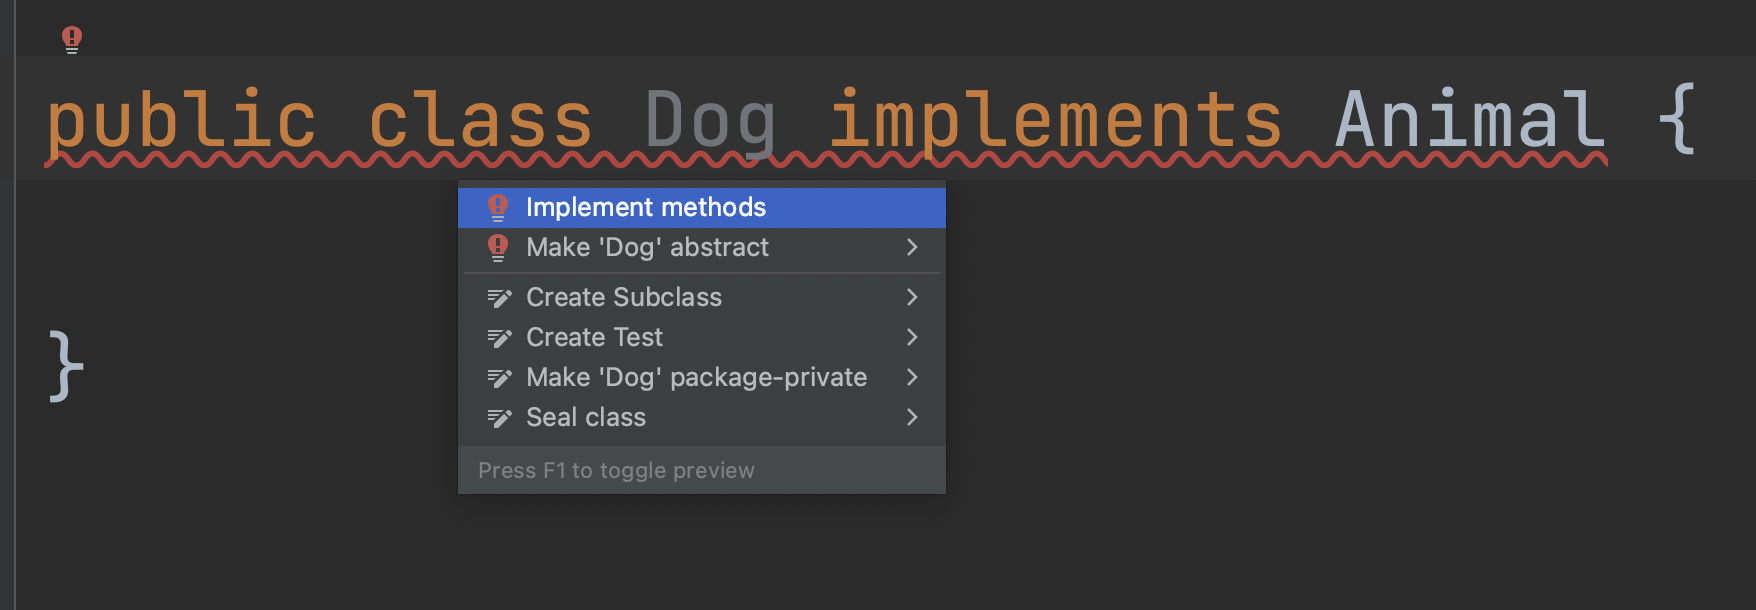 public class Dog implements Animal {
Implement methods
Make 'Dog' abstract
Create Subclass
Create Test
Make 'Dog' package-private
Seal class
Press F1 to toggle preview
}